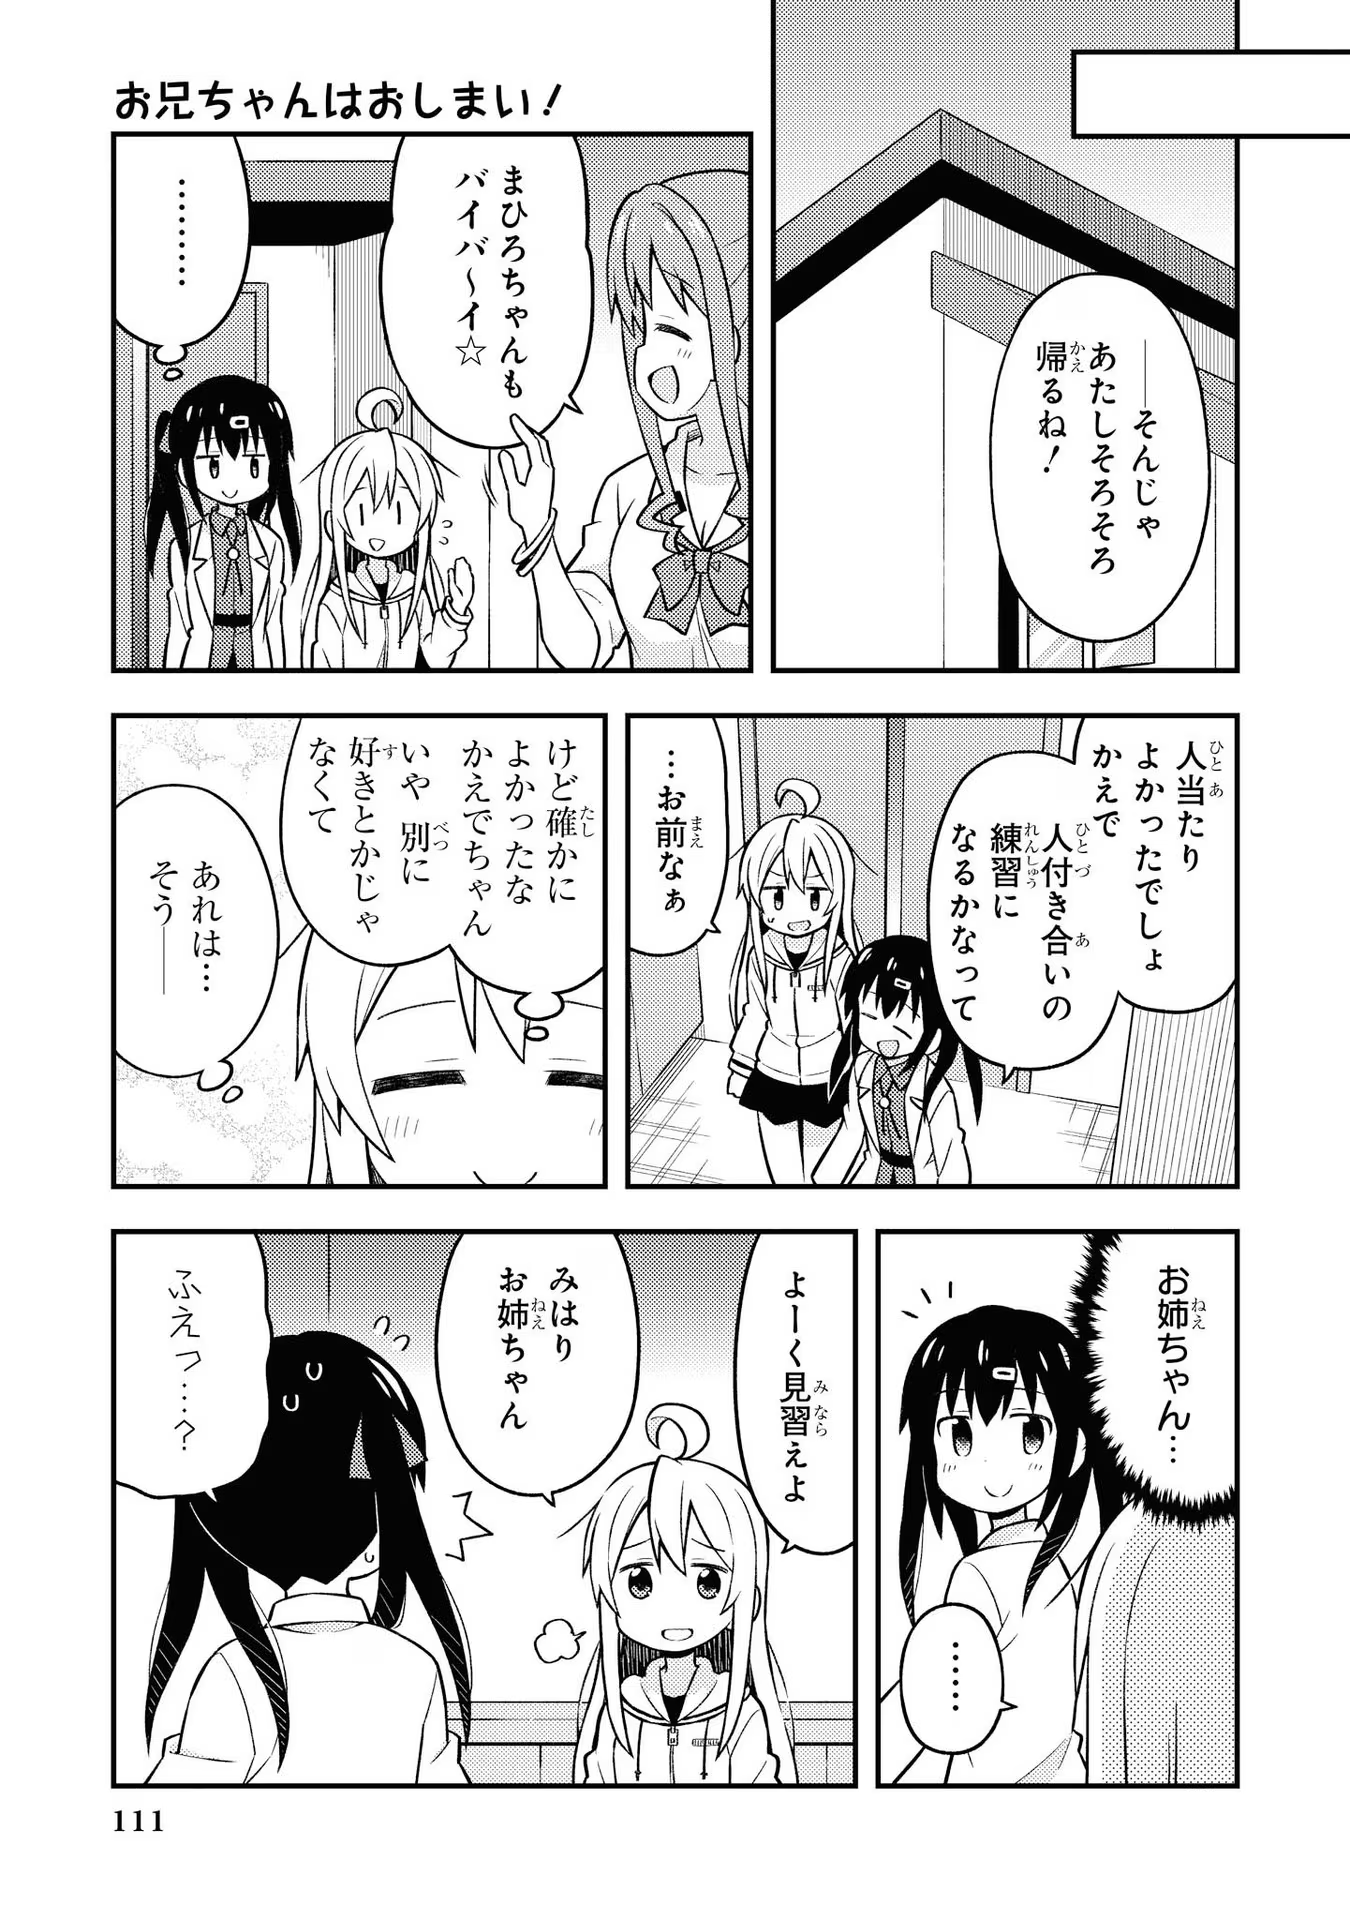 お兄ちゃんはおしまい！
――そんじゃ
あたしそろそろ
帰るね！
まひろちゃんも
バイバ～イ☆
………
人当たり
よかったでしょ
かえで
人付き合いの
練習に
なるかなって
…お前なぁ
けど確かに
よかったな
かえでちゃん
いや 別に
好きとかじゃ
なくて
あれは…
そう――
お姉ちゃん…
……
よーく見習えよ
みはり
お姉ちゃん
ふえっ……？
111